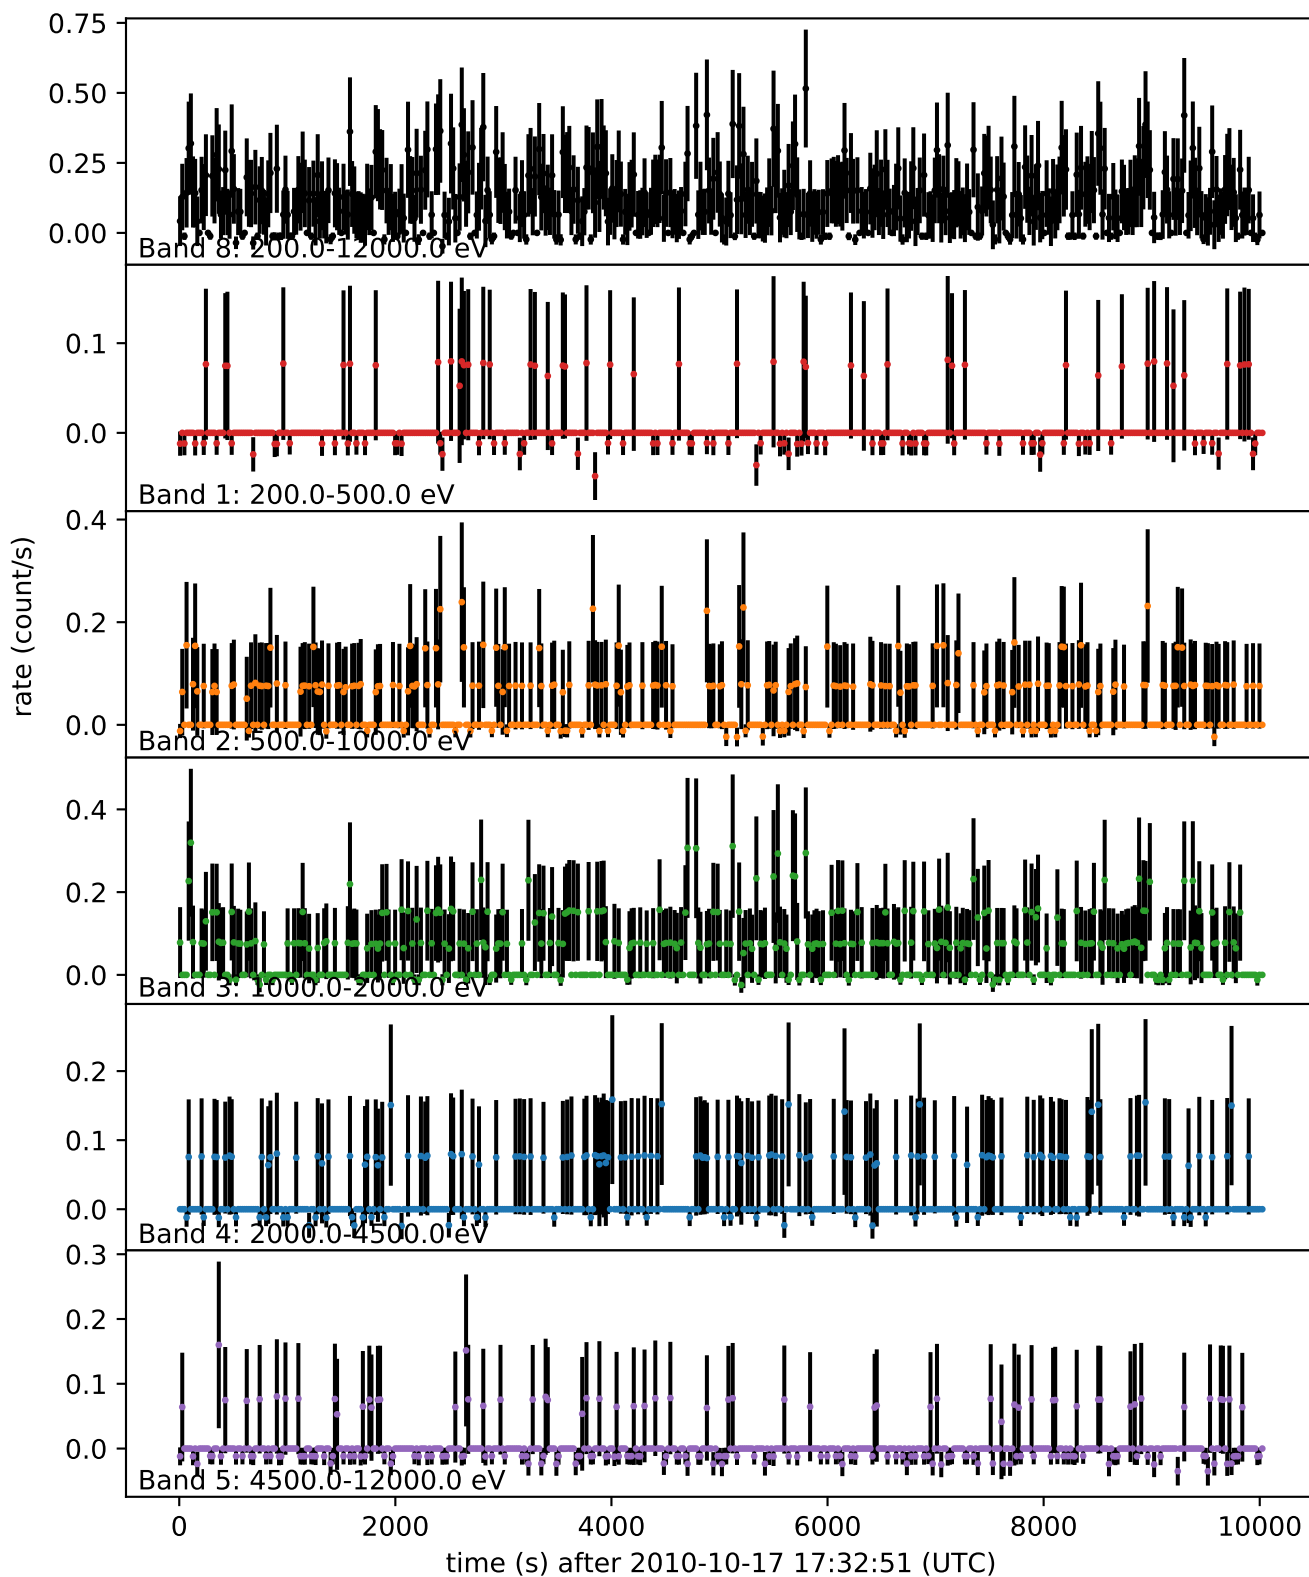 0.75
0.50
0.25
0.00
Band 8: 200.0-12000.0 eV
0.1
0.0
Band 1: 200.0-500.0 eV
0.4
0.2
0.0
Band 2: 500.0-1000.0 eV
rate (count/s)
0.4
0.2
0.0
Band 3: 1000.0-2000.0 eV
0.2
0.1
0.0
Band 4: 2000.0-4500.0 eV
0.3
0.2
0.1
0.0
Band 5: 4500.0-12000.0 eV
0 2000 4000 6000 8000 10000
time (s) after 2010-10-17 17:32:51 (UTC)